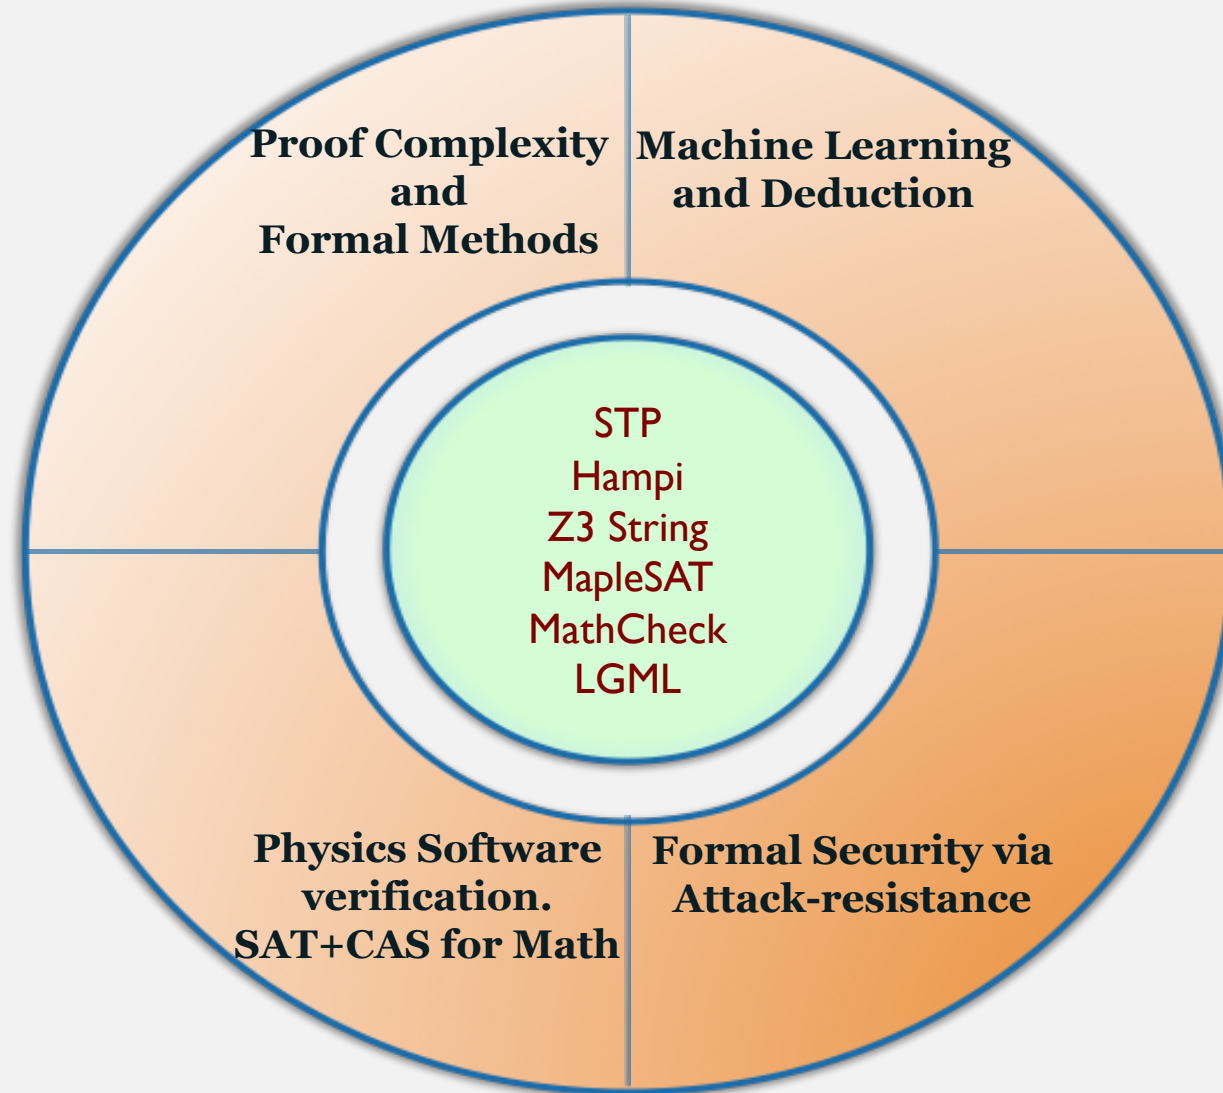 Proof Complexity
and
Formal Methods
Machine Learning
and Deduction
STP
Hampi
Z3 String
MapleSAT
MathCheck
LGML
Physics Software
verification.
SAT+CAS for Math
Formal Security via
Attack-resistance